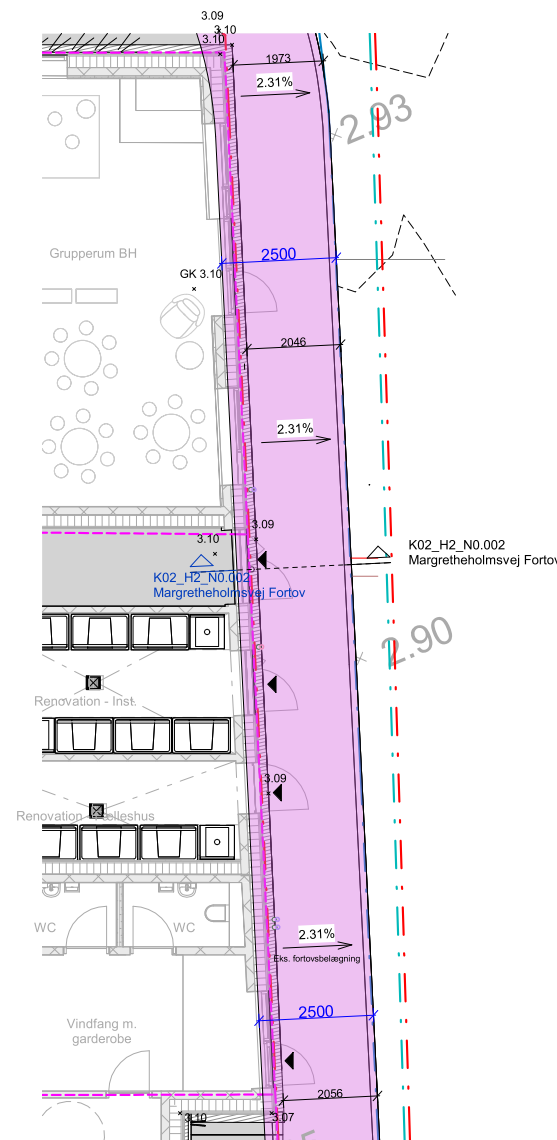 3.09
3.10
3.10
1973
2.31%
2.93
Grupperum BH
2500
GK 3.10
2046
2.31%
3.09
3.10
K02_H2_N0.002
Margretheholmsvej Fortov
K02_H2_N0.002
Margretheholmsvej Fortov
2.90
Renovation - Inst.
3.09
Renovation -
WC
WC
2.31%
Eks. fortovsbelægning
2500
Vindfang m.
garderobe
2056
3.10
3.07